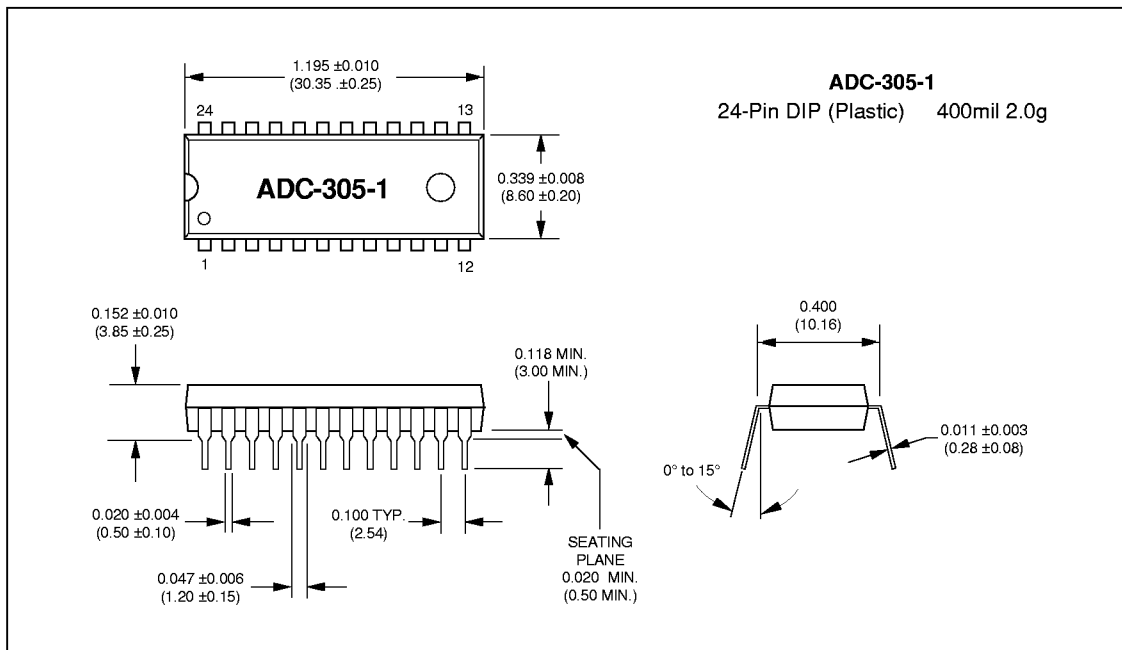 1.195 ±0.010
(30.35 .±0.25)
ADC-305-1
24-Pin DIP (Plastic) 400mil 2.0g
24
13
ADC-305-1
0.339 ±0.008
(8.60 ±0.20)
1
12
0.152 ±0.010
(3.85 ±0.25)
0.118 MIN.
(3.00 MIN.)
0.400
(10.16)
0.011 ±0.003
(0.28 ±0.08)
0° to 15°
0.020 ±0.004
(0.50 ±0.10)
0.100 TYP.
(2.54)
SEATING
PLANE
0.020 MIN.
(0.50 MIN.)
0.047 ±0.006
(1.20 ±0.15)